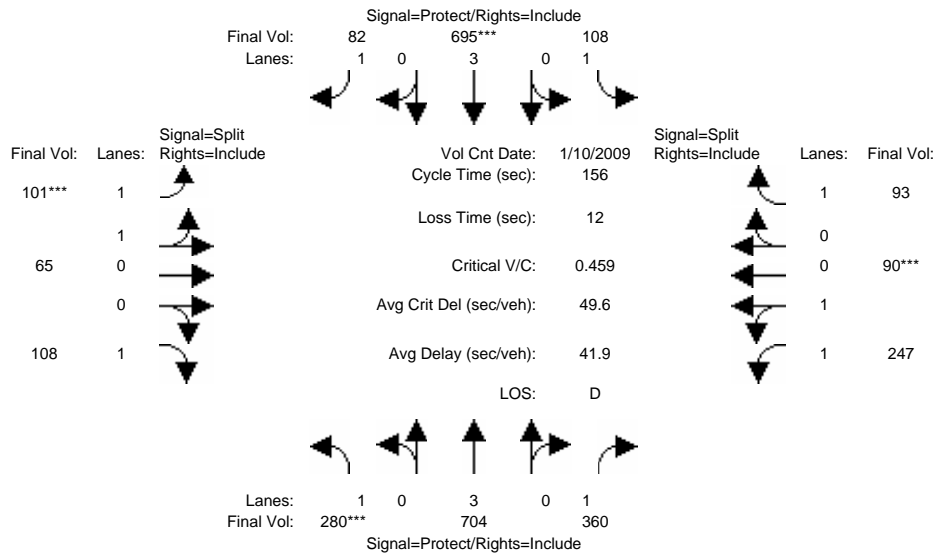 Signal=Protect/Rights=Include
Final Vol: 82 695*** 108
Lanes: 1 0 3 0 1
Signal=Split
Final Vol: Lanes: Rights=Include
Vol Cnt Date: 1/10/2009
Signal=Split
Rights=Include Lanes: Final Vol:
Cycle Time (sec): 156
101*** 1
1 93
Loss Time (sec): 12
1
0
65 0
Critical V/C: 0.459
0 90***
0
Avg Crit Del (sec/veh): 49.6
1
108 1
Avg Delay (sec/veh): 41.9
1 247
LOS: D
Lanes: 1 0 3 0 1
Final Vol: 280*** 704 360
Signal=Protect/Rights=Include